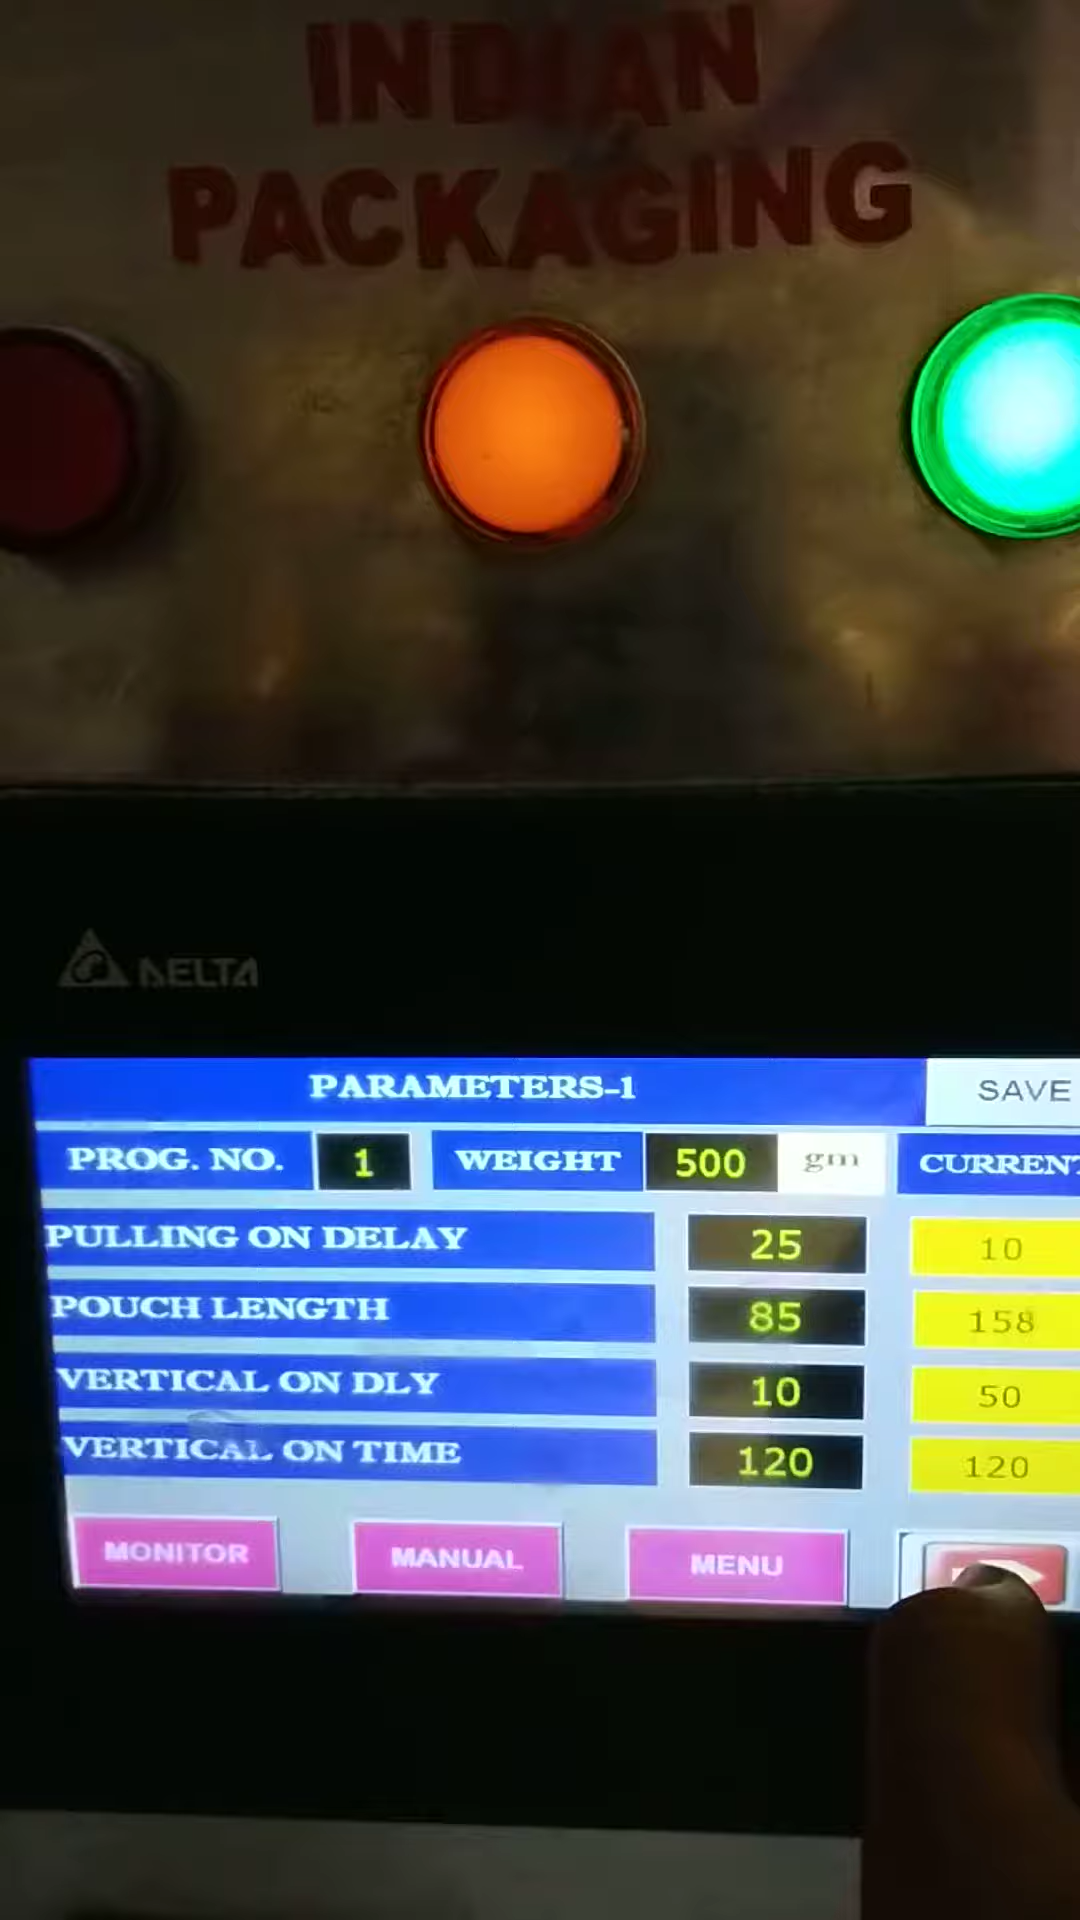 INDIAN
PACKAGING
DELTA
PARAMETERS-1 SAVE
PROG. NO. 1 WEIGHT 500 gm CURRENT
PULLING ON DELAY 25 10
POUCH LENGTH 85 158
VERTICAL ON DLY 10 50
VERTICAL ON TIME 120 120
MONITOR MANUAL MENU